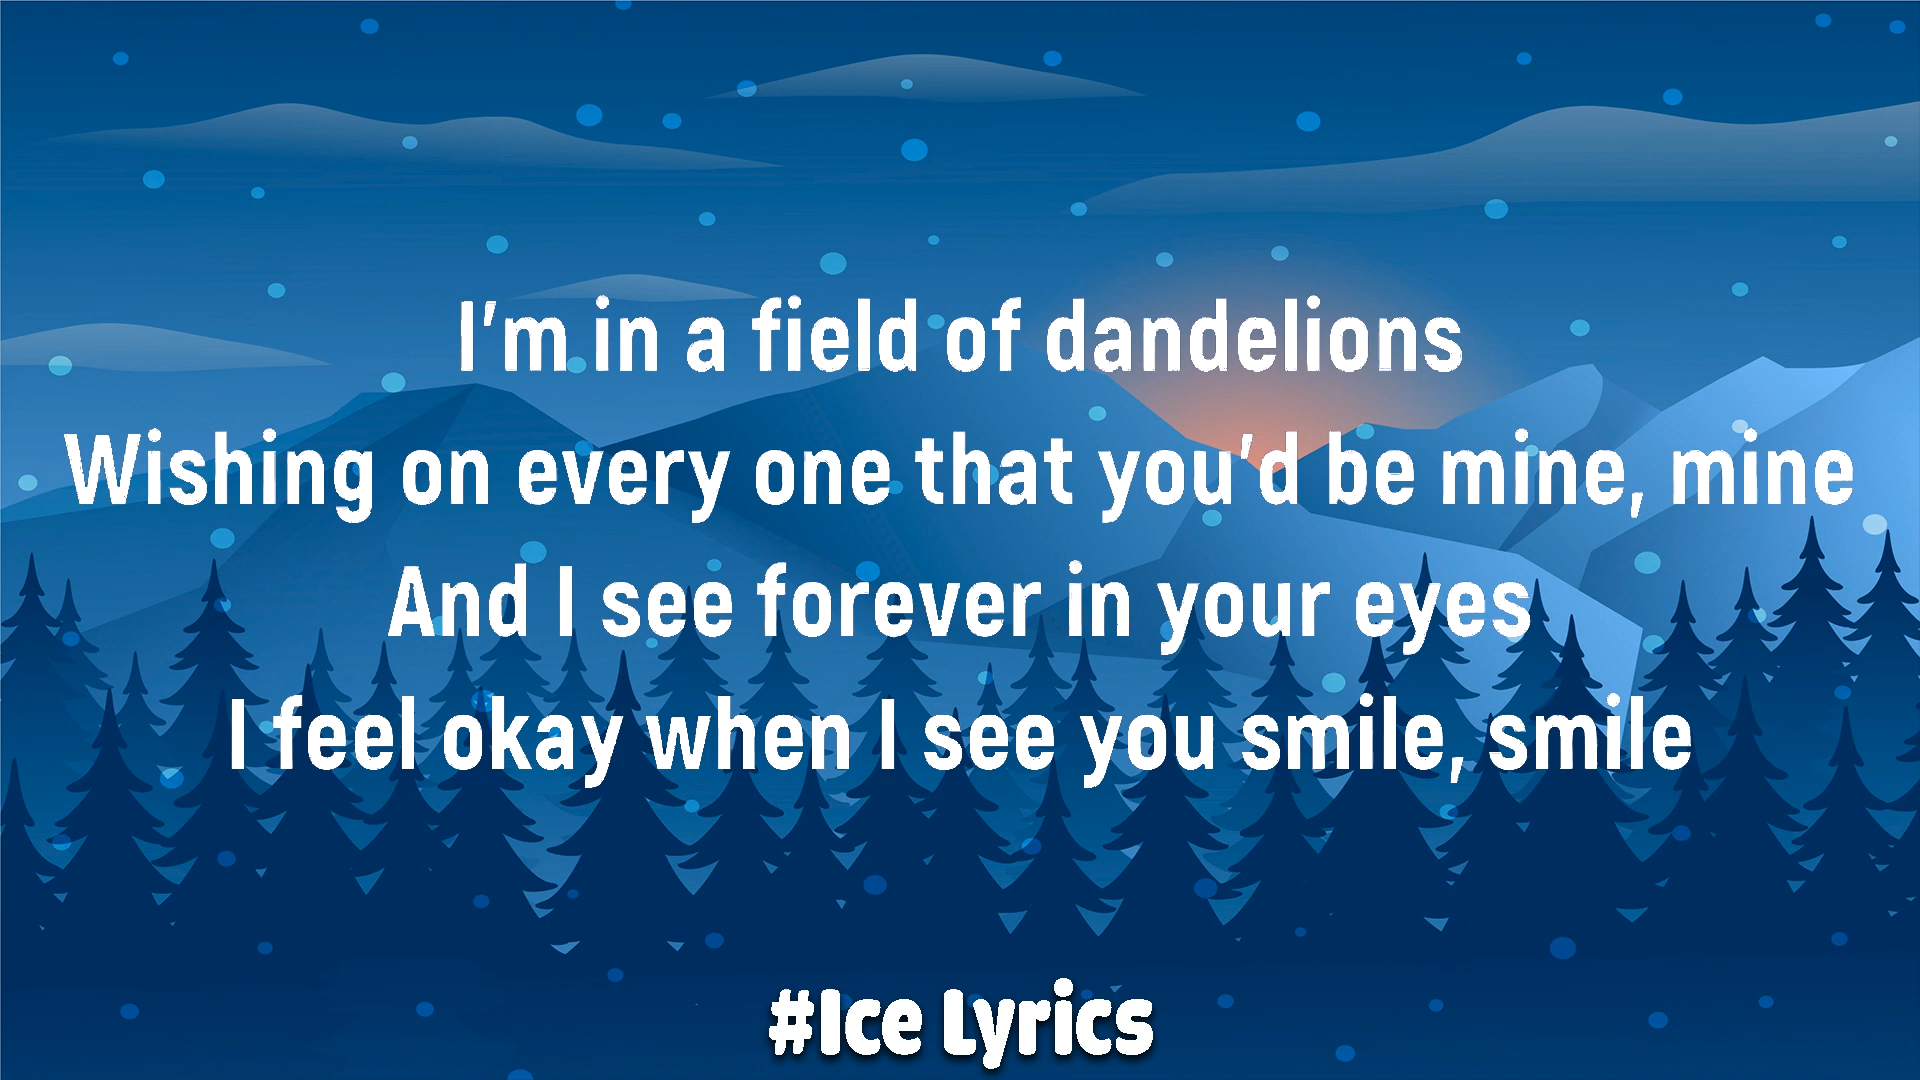 I'm in a field of dandelions
Wishing on every one that you'd be mine, mine
And I see forever in your eyes
I feel okay when I see you smile, smile
#Ice Lyrics